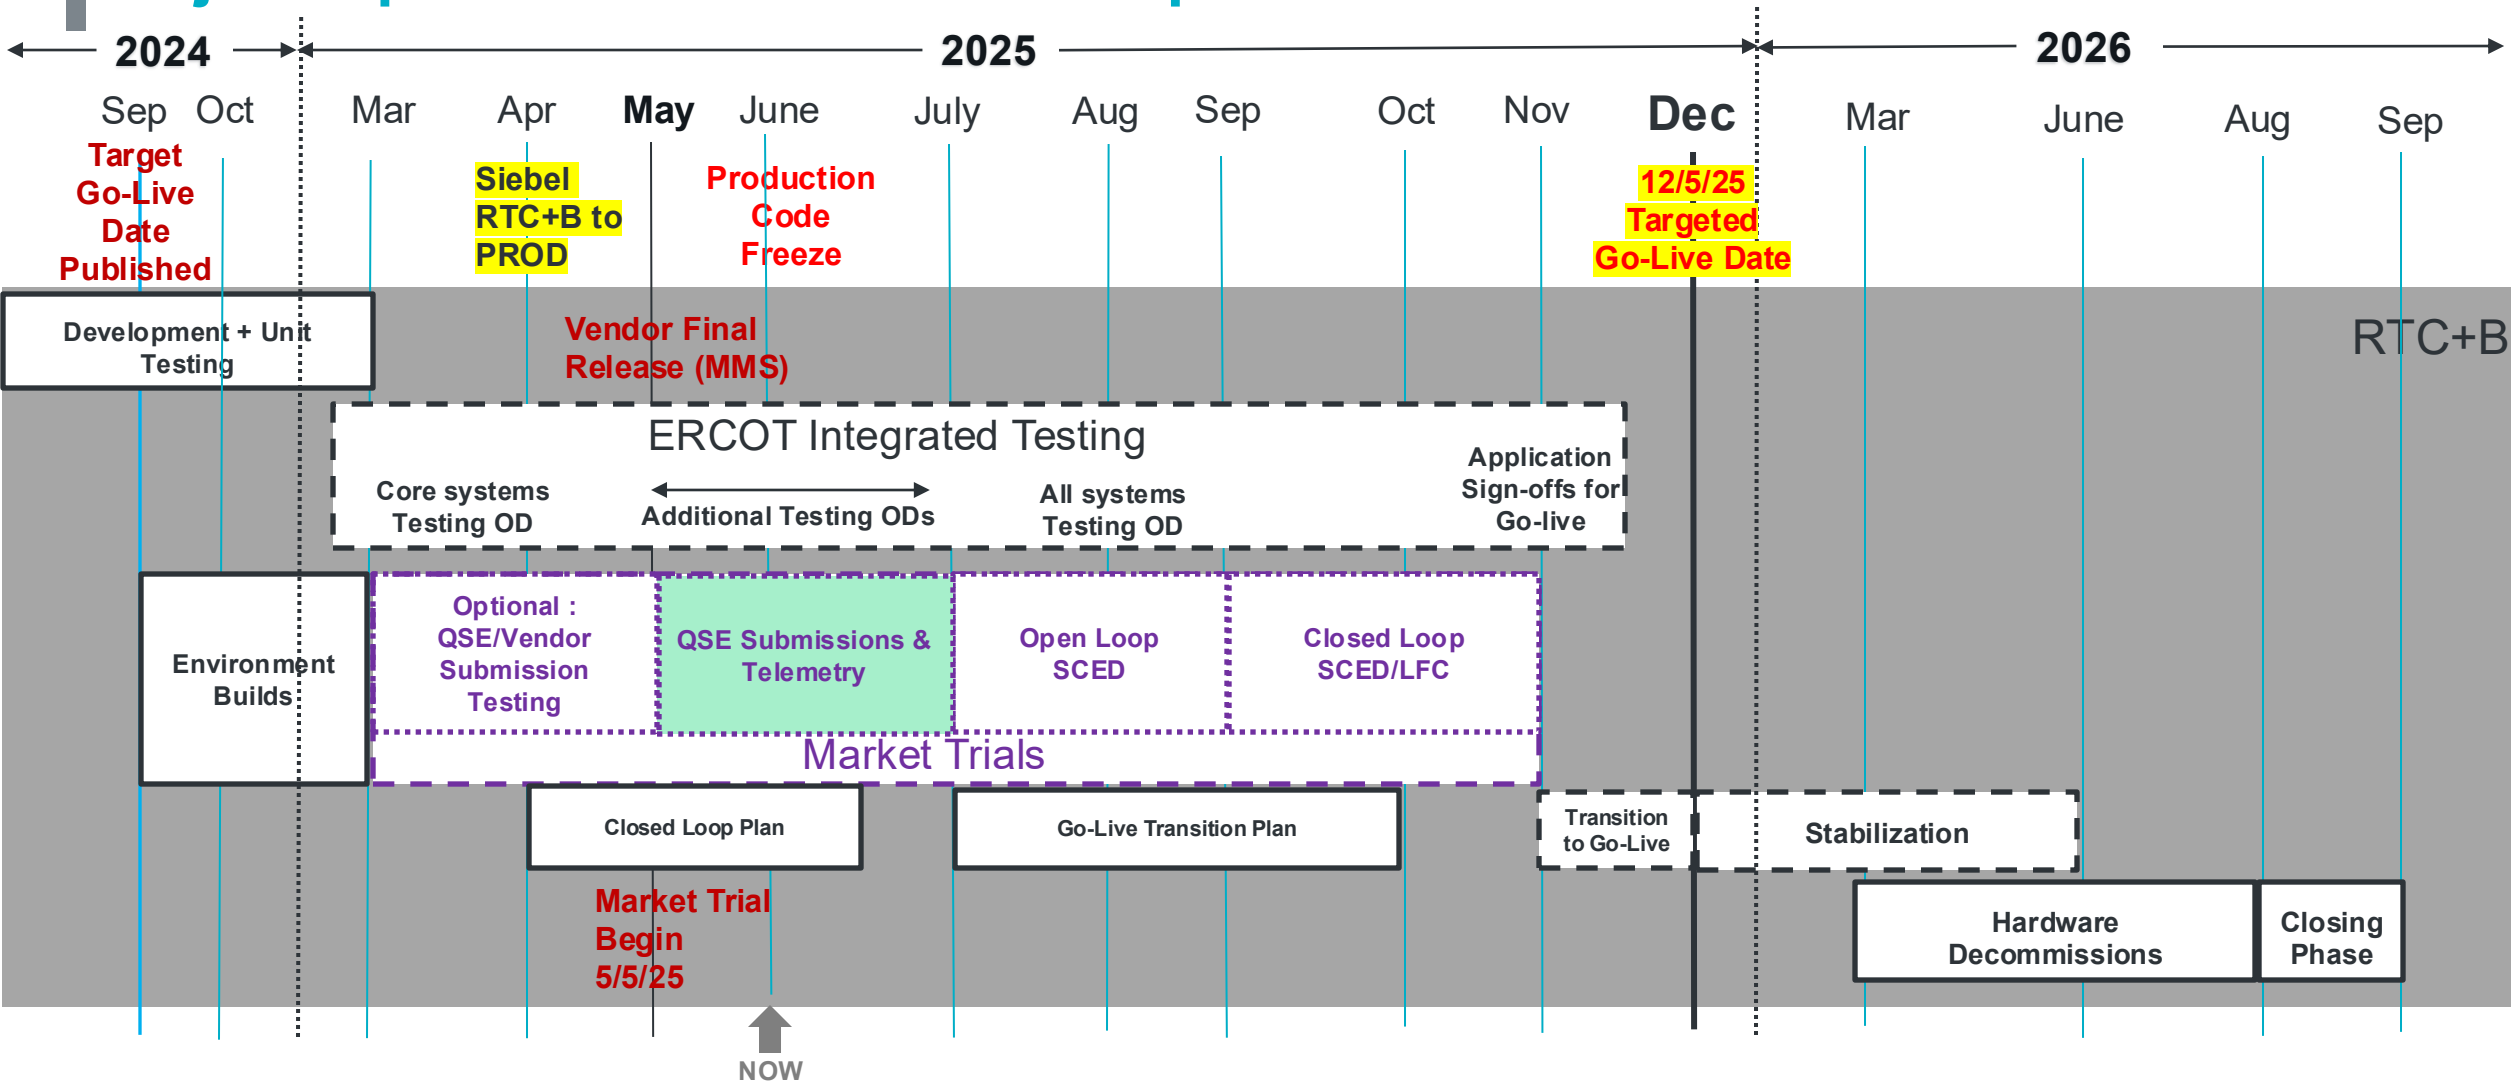 2024
2025
2026
Sep
Oct
Mar
Apr
May
June
July
Aug
Sep
Oct
Nov
Dec
Mar
June
Aug
Sep
Target
Go-Live
Date
Published
Siebel
RTC+B to
PROD
Production
Code
Freeze
12/5/25
Targeted
Go-Live Date
Development + Unit
Testing
Vendor Final
Release (MMS)
RTC+B
ERCOT Integrated Testing
Core systems
Testing OD
Additional Testing ODs
All systems
Testing OD
Application
Sign-offs for
Go-live
Environment
Builds
Optional :
QSE/Vendor
Submission
Testing
QSE Submissions &
Telemetry
Open Loop
SCED
Closed Loop
SCED/LFC
Market Trials
Closed Loop Plan
Go-Live Transition Plan
Transition
to Go-Live
Stabilization
Market Trial
Begin
5/5/25
Hardware
Decommissions
Closing
Phase
NOW